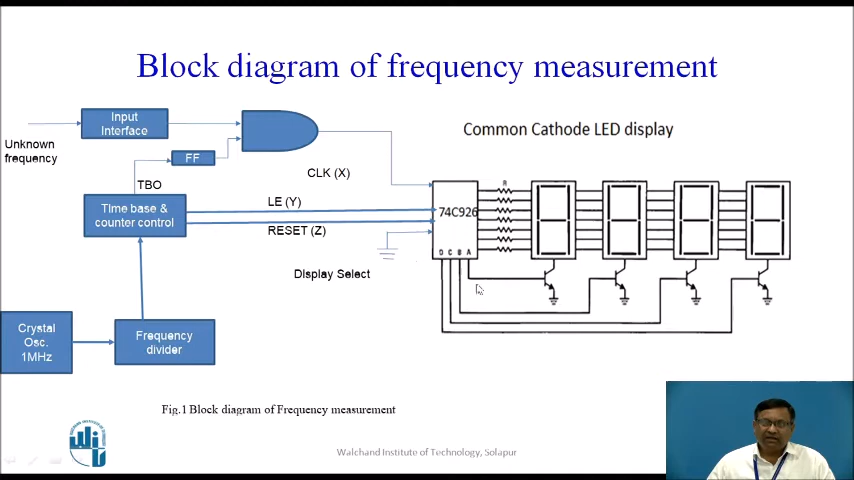 Block diagram of frequency measurement
Input
Interface
Unknown
frequency
FF
Common Cathode LED display
CLK (X)
TBO
Time base &
counter control
LE (Y)
RESET (Z)
74C926
R
D C B A
Display Select
Crystal
Osc.
1MHz
Frequency
divider
Fig.1 Block diagram of Frequency measurement
Walchand Institute of Technology, Solapur